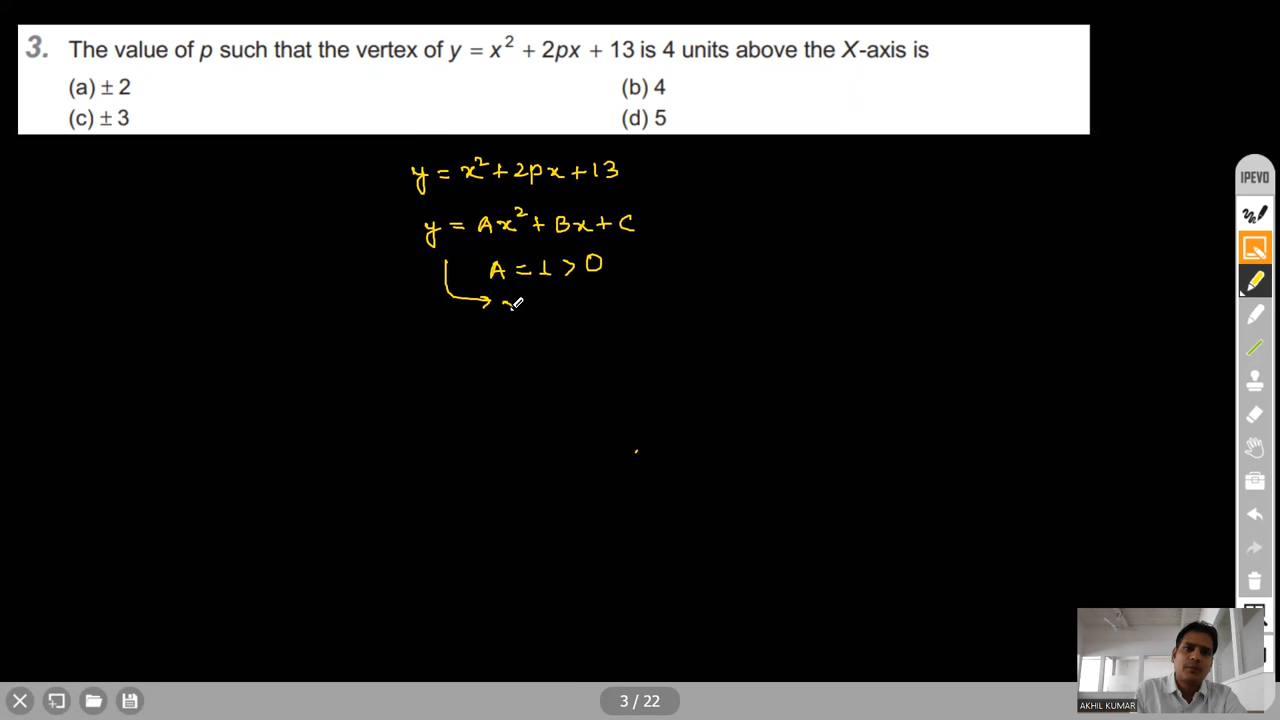 3. The value of p such that the vertex of y = x² + 2px + 13 is 4 units above the X-axis is
(a) ± 2
(b) 4
(c) ± 3
(d) 5
y = x² + 2px + 13
y = Ax² + Bx + C
A = 1 > 0
IPEVO
AKHIL KUMAR
3 / 22